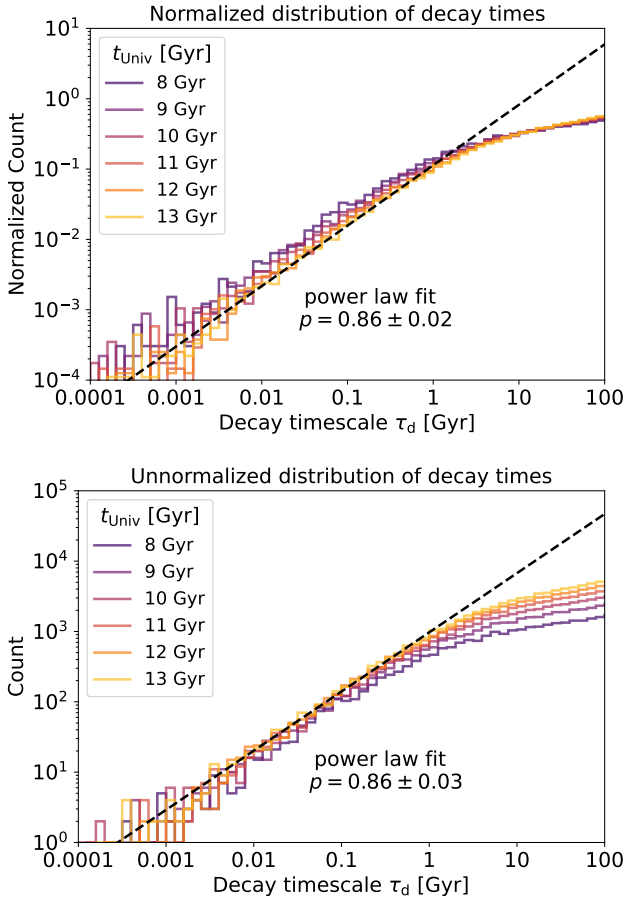 Normalized distribution of decay times
10^1
10^0
10^−1
10^−2
10^−3
10^−4
Normalized Count
t_Univ [Gyr]
8 Gyr
9 Gyr
10 Gyr
11 Gyr
12 Gyr
13 Gyr
power law fit
p = 0.86 ± 0.02
0.0001 0.001 0.01 0.1 1 10 100
Decay timescale τ_d [Gyr]
Unnormalized distribution of decay times
10^5
10^4
10^3
10^2
10^1
10^0
Count
t_Univ [Gyr]
8 Gyr
9 Gyr
10 Gyr
11 Gyr
12 Gyr
13 Gyr
power law fit
p = 0.86 ± 0.03
0.0001 0.001 0.01 0.1 1 10 100
Decay timescale τ_d [Gyr]